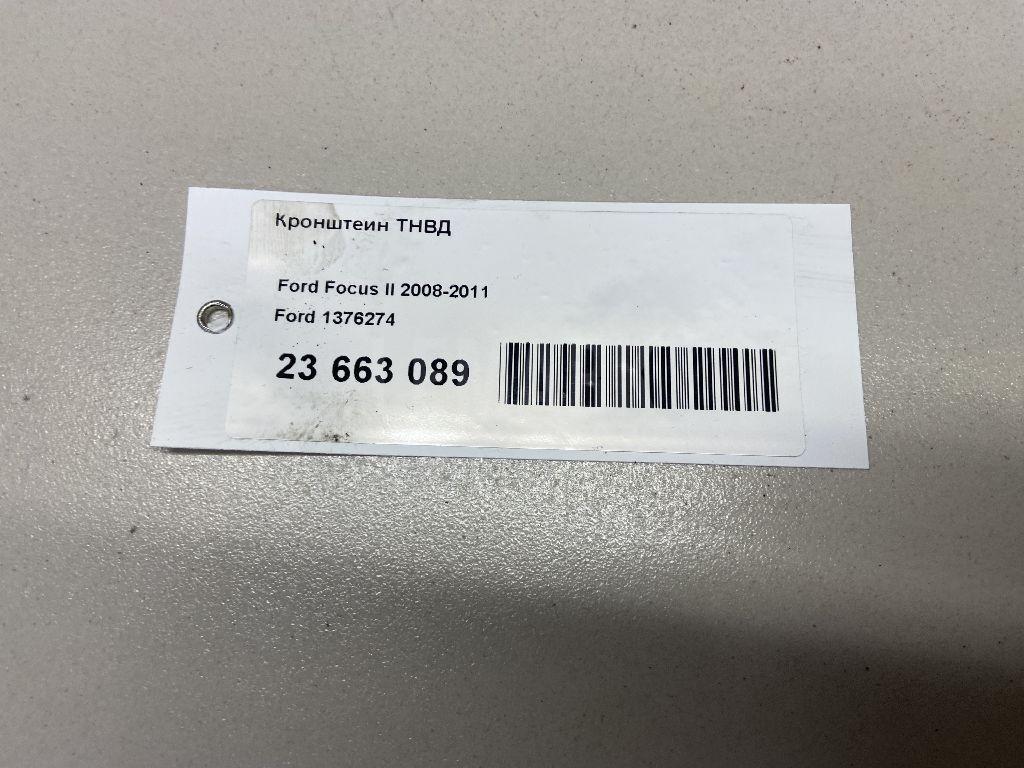 Кронштеин ТНВД
Ford Focus II 2008-2011
Ford 1376274
23 663 089